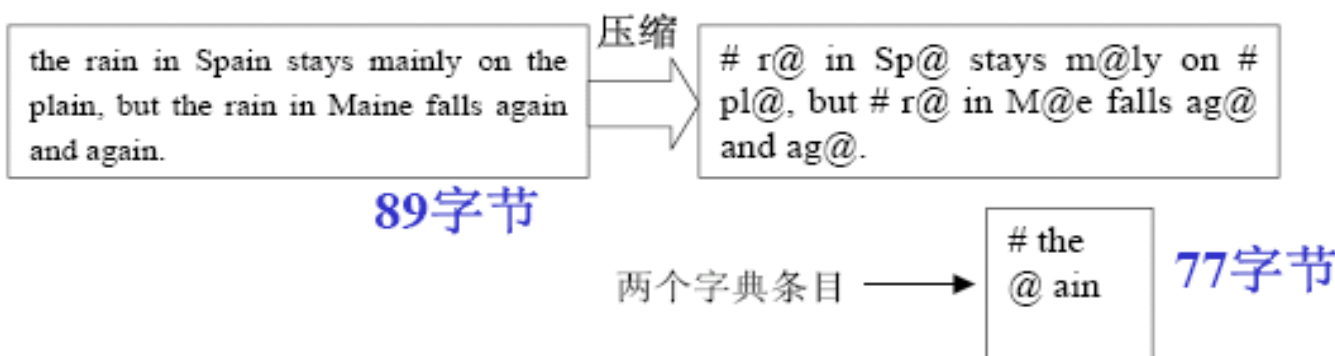 压缩
the rain in Spain stays mainly on the
plain, but the rain in Maine falls again
and again.
# r@ in Sp@ stays m@ly on #
pl@, but # r@ in M@e falls ag@
and ag@.
89字节
两个字典条目
# the
@ ain
77字节